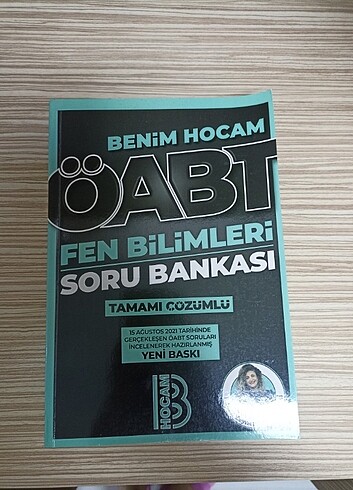 BENİM HOCAM
ÖABT
FEN BİLİMLERİ
SORU BANKASI
TAMAMI ÇÖZÜMLÜ
15 AĞUSTOS 2021 TARİHİNDE
GERÇEKLEŞEN ÖABT SORULARI
İNCELENEREK HAZIRLANMIŞ
YENİ BASKI
HOCAM
B